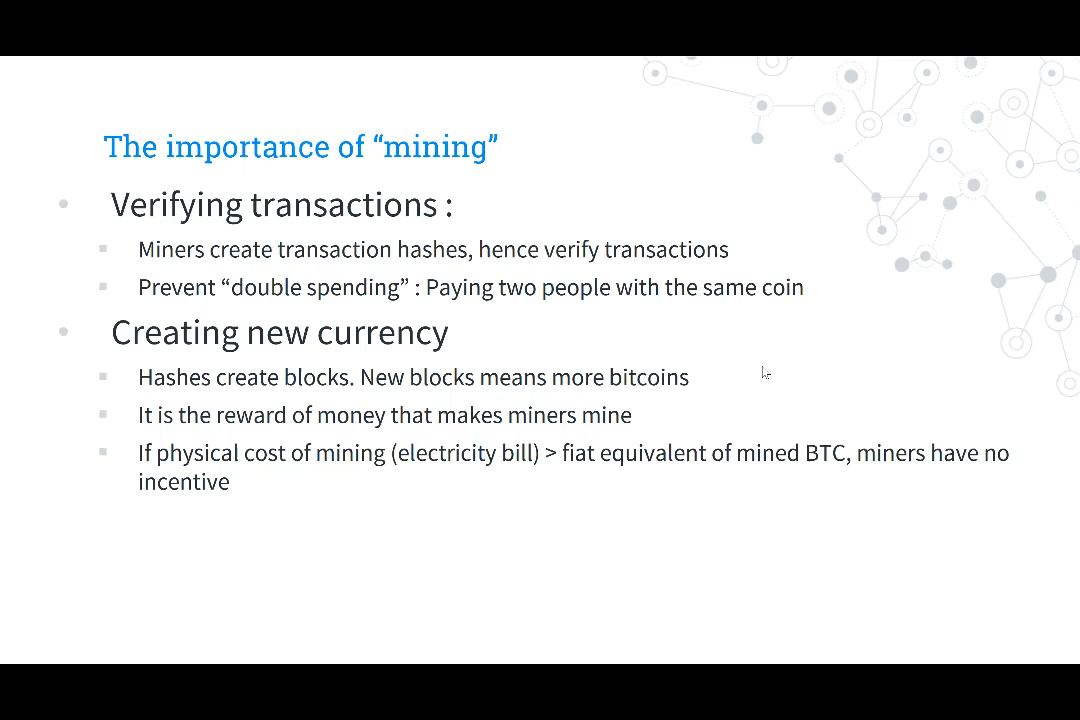 The importance of “mining”
Verifying transactions :
Miners create transaction hashes, hence verify transactions
Prevent “double spending” : Paying two people with the same coin
Creating new currency
Hashes create blocks. New blocks means more bitcoins
It is the reward of money that makes miners mine
If physical cost of mining (electricity bill) > fiat equivalent of mined BTC, miners have no
incentive